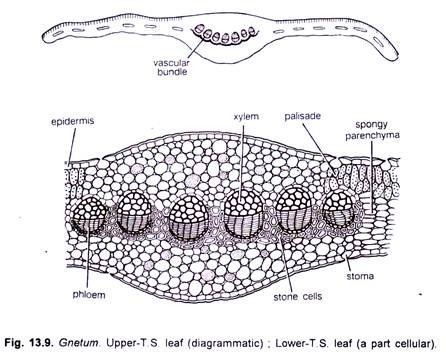 vascular
bundle
epidermis
xylem
palisade
spongy
parenchyma
phloem
stone cells
stoma
Fig. 13.9. Gnetum. Upper-T.S. leaf (diagrammatic) ; Lower-T.S. leaf (a part cellular).